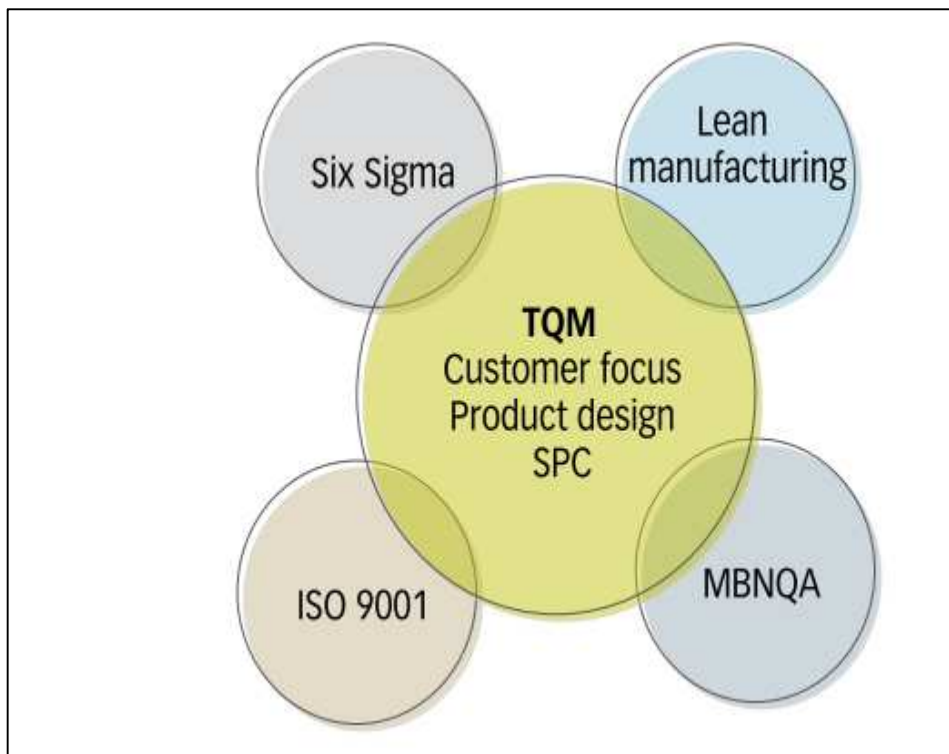 Six Sigma
Lean
manufacturing
TQM
Customer focus
Product design
SPC
ISO 9001
MBNQA